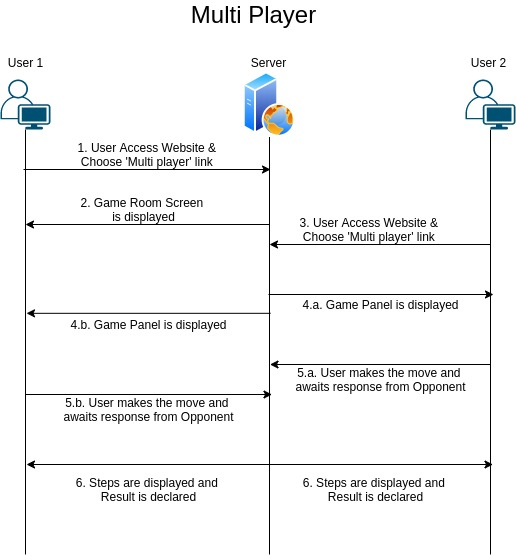 Multi Player
User 1
Server
User 2
1. User Access Website &
Choose 'Multi player' link
2. Game Room Screen
is displayed
3. User Access Website &
Choose 'Multi player' link
4.a. Game Panel is displayed
4.b. Game Panel is displayed
5.a. User makes the move and
awaits response from Opponent
5.b. User makes the move and
awaits response from Opponent
6. Steps are displayed and
Result is declared
6. Steps are displayed and
Result is declared